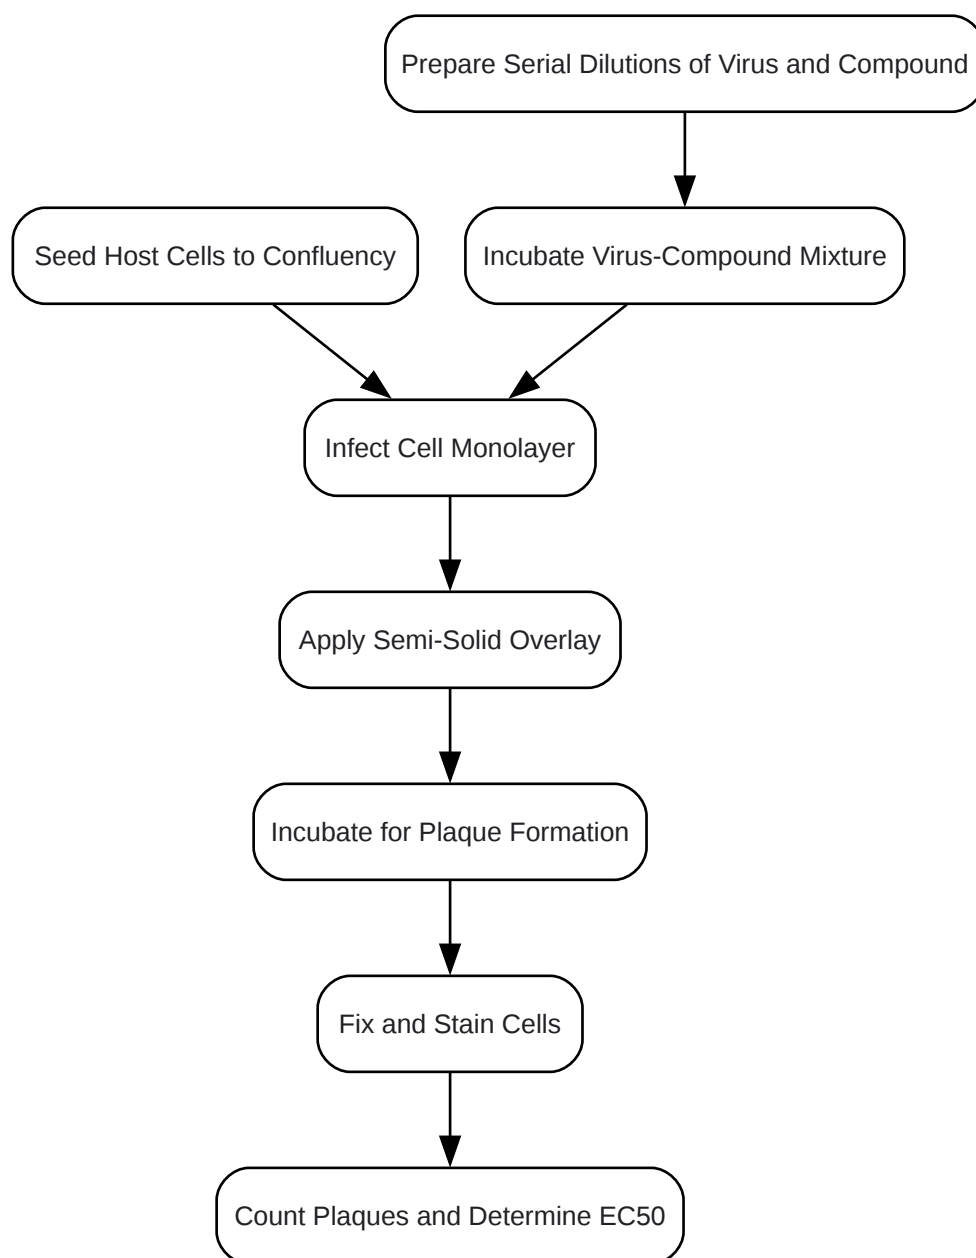 Prepare Serial Dilutions of Virus and Compound
Seed Host Cells to Confluency
Incubate Virus-Compound Mixture
Infect Cell Monolayer
Apply Semi-Solid Overlay
Incubate for Plaque Formation
Fix and Stain Cells
Count Plaques and Determine EC50